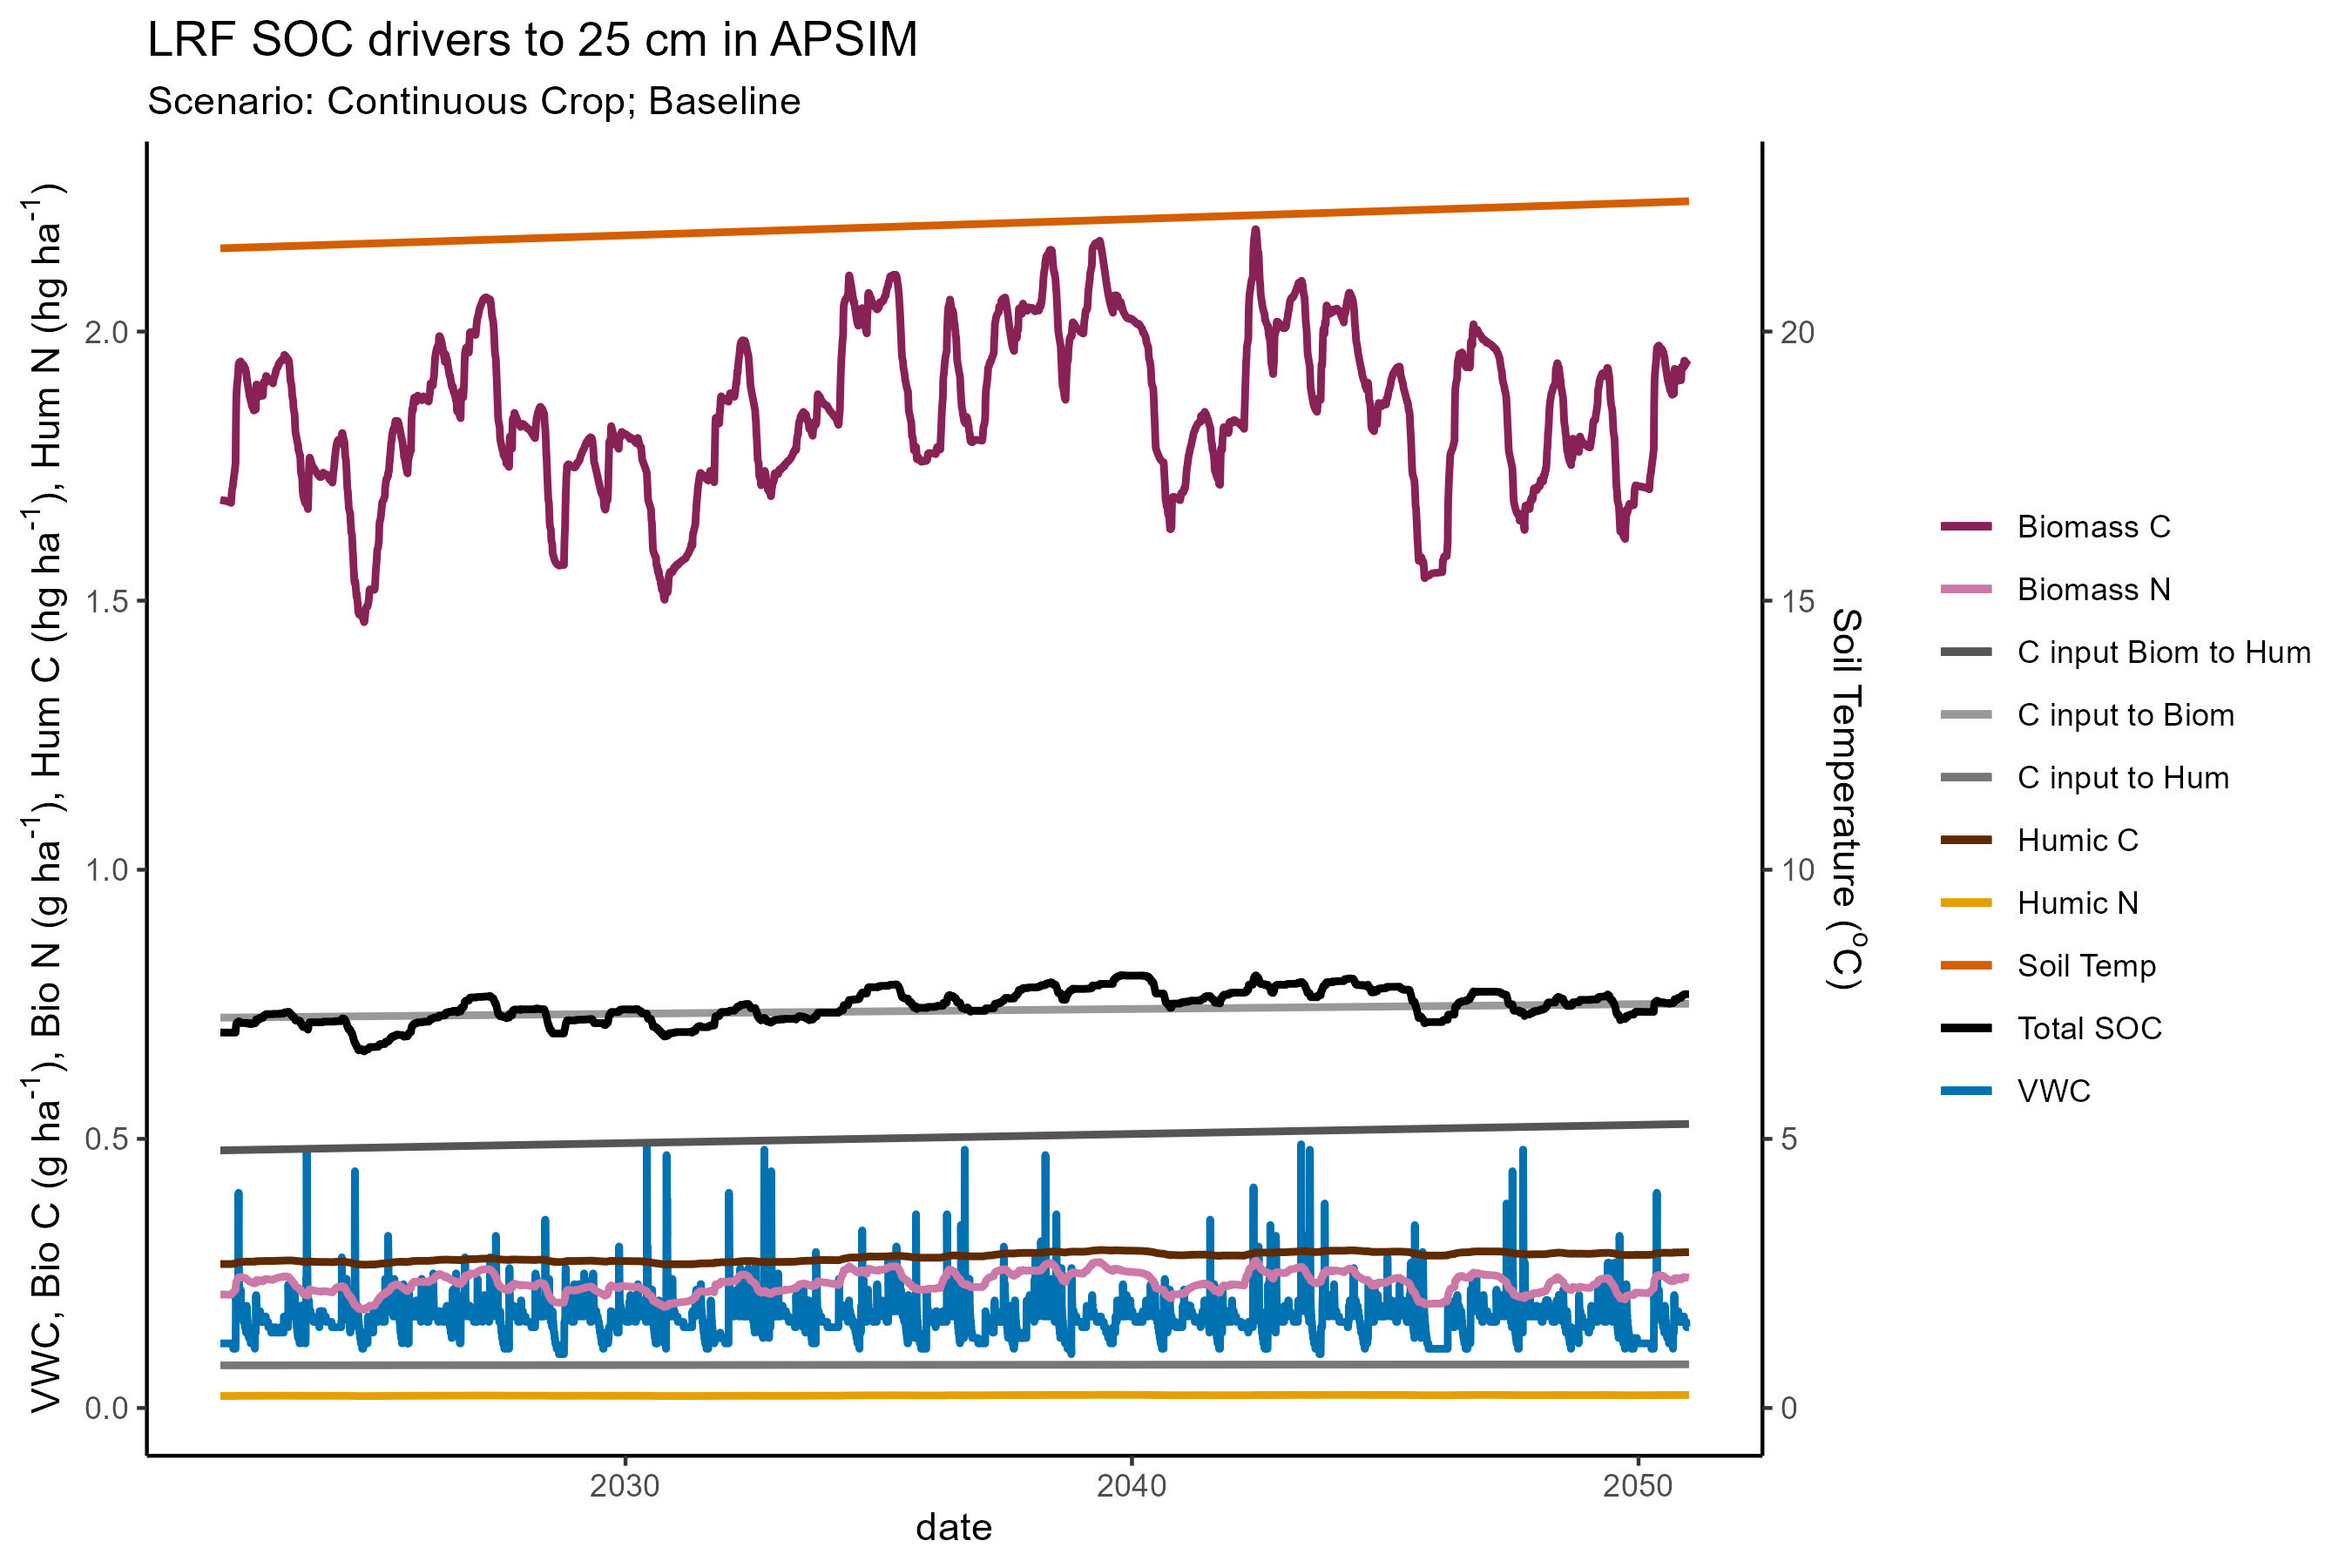 LRF SOC drivers to 25 cm in APSIM
Scenario: Continuous Crop; Baseline
VWC, Bio C (g ha⁻¹), Bio N (g ha⁻¹), Hum C (hg ha⁻¹), Hum N (hg ha⁻¹)
2.0
1.5
1.0
0.5
0.0
20
15
10
5
0
Soil Temperature (ᵒC)
2030
2040
2050
date
Biomass C
Biomass N
C input Biom to Hum
C input to Biom
C input to Hum
Humic C
Humic N
Soil Temp
Total SOC
VWC